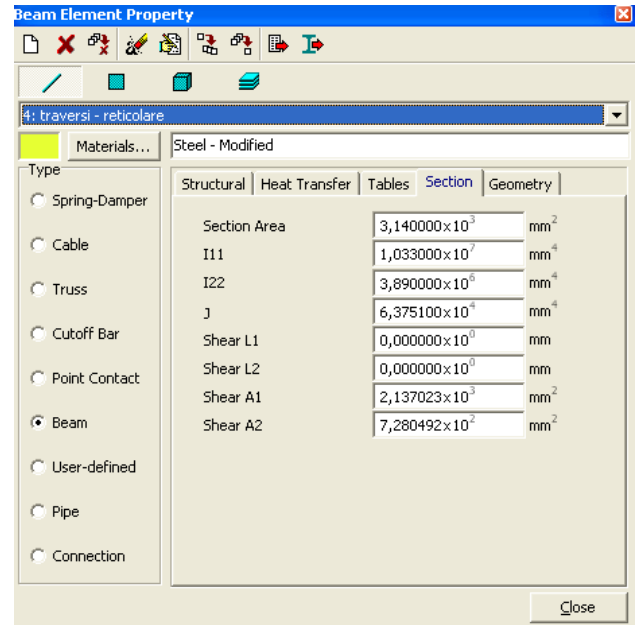 Beam Element Property
4: traversi - reticolare
Materials... Steel - Modified
Type
Structural Heat Transfer Tables Section Geometry
Spring-Damper
Cable
Truss
Cutoff Bar
Point Contact
Beam
User-defined
Pipe
Connection
Section Area 3,140000x10³ mm²
I11 1,033000x10⁷ mm⁴
I22 3,890000x10⁶ mm⁴
J 6,375100x10⁴ mm⁴
Shear L1 0,000000x10⁰ mm
Shear L2 0,000000x10⁰ mm
Shear A1 2,137023x10³ mm²
Shear A2 7,280492x10² mm²
Close